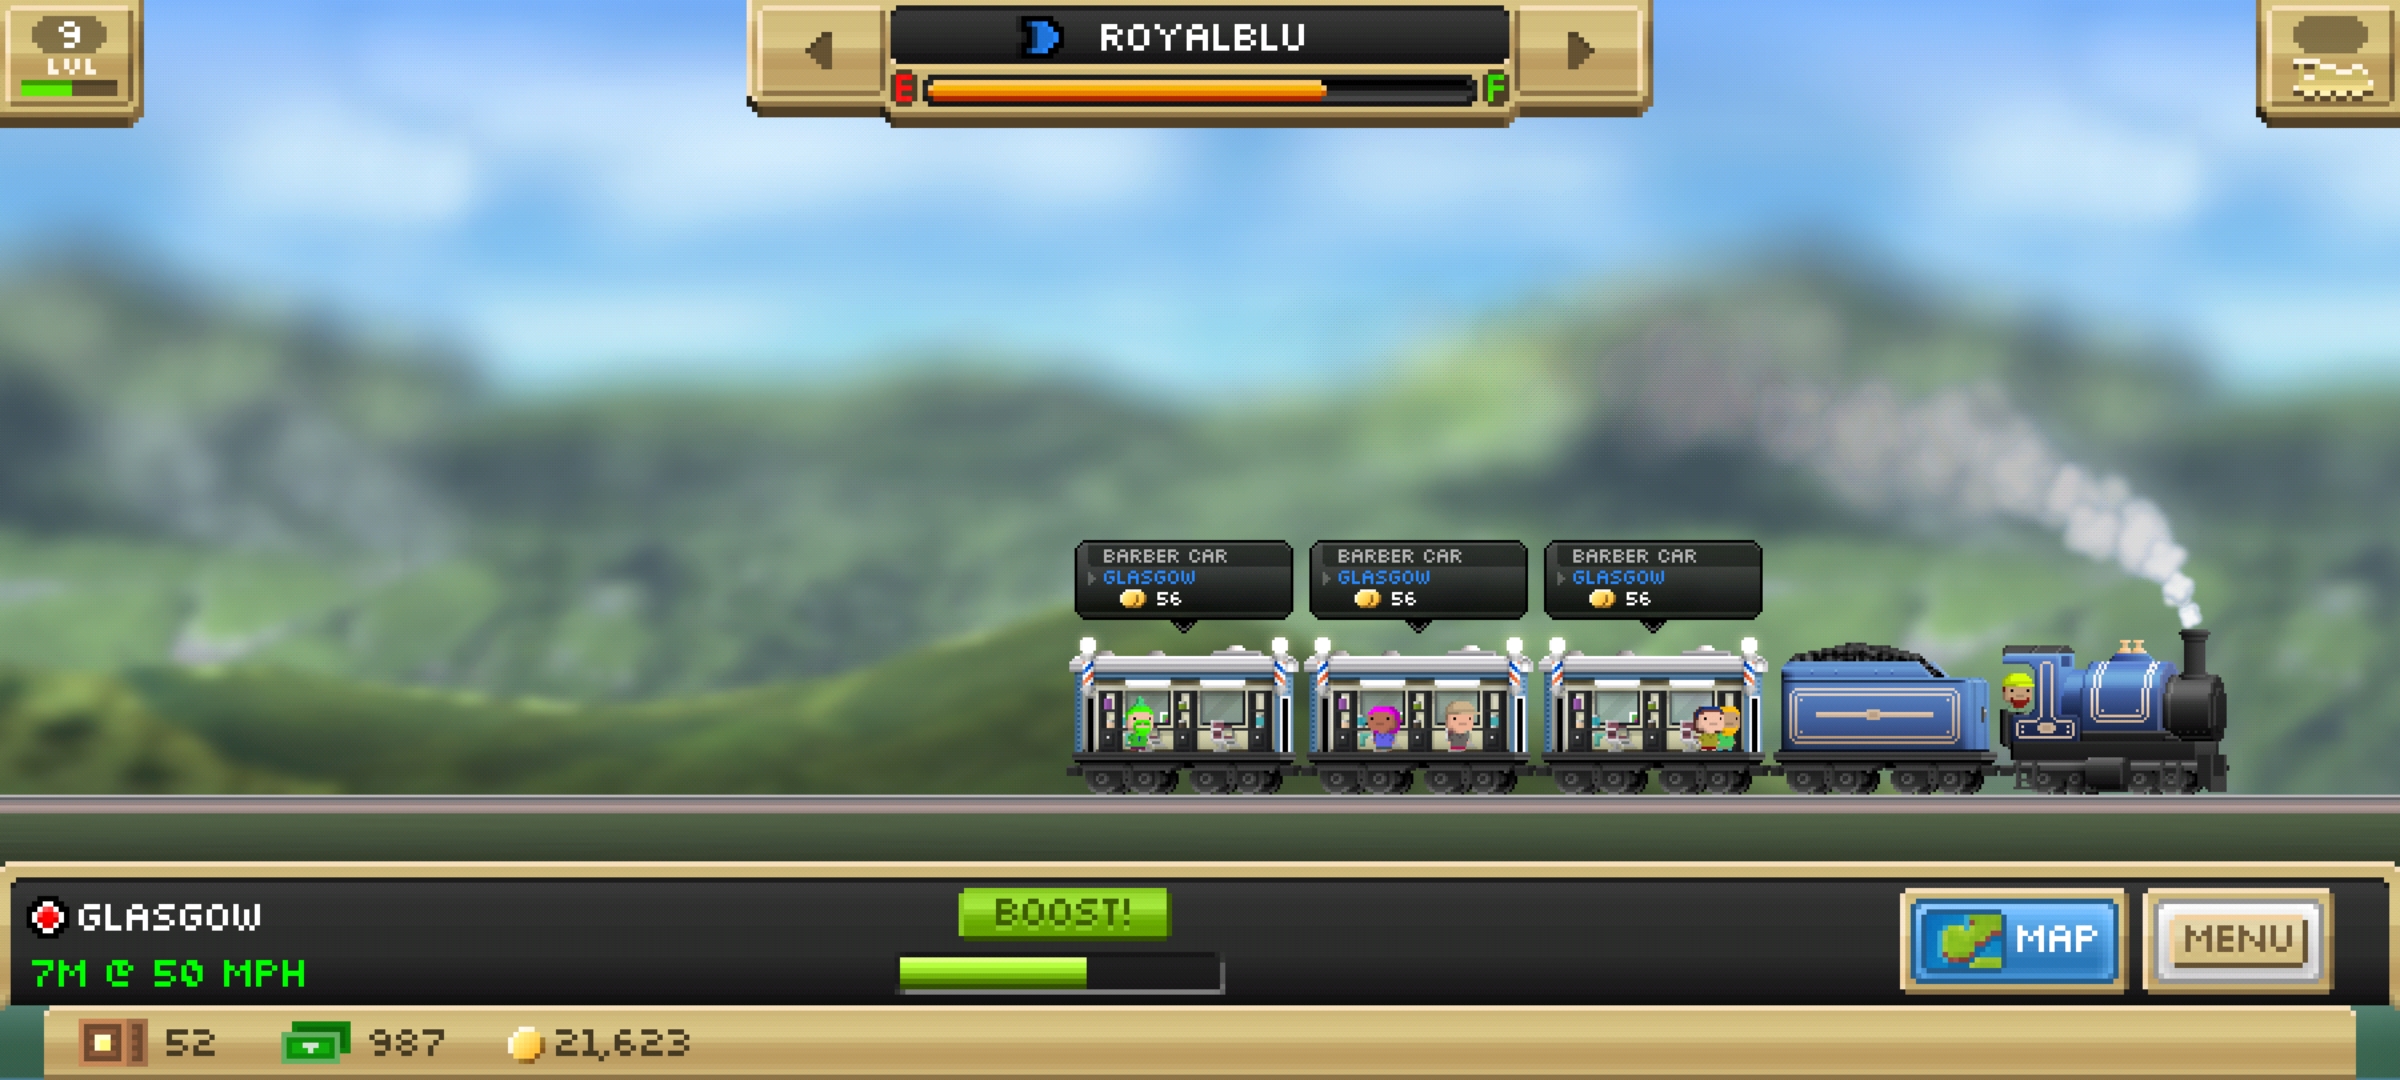 9
LVL
ROYALBLU
E F
BARBER CAR
GLASGOW
56
BARBER CAR
GLASGOW
56
BARBER CAR
GLASGOW
56
GLASGOW
7M @ 50 MPH
BOOST!
MAP
MENU
52
987
21,623